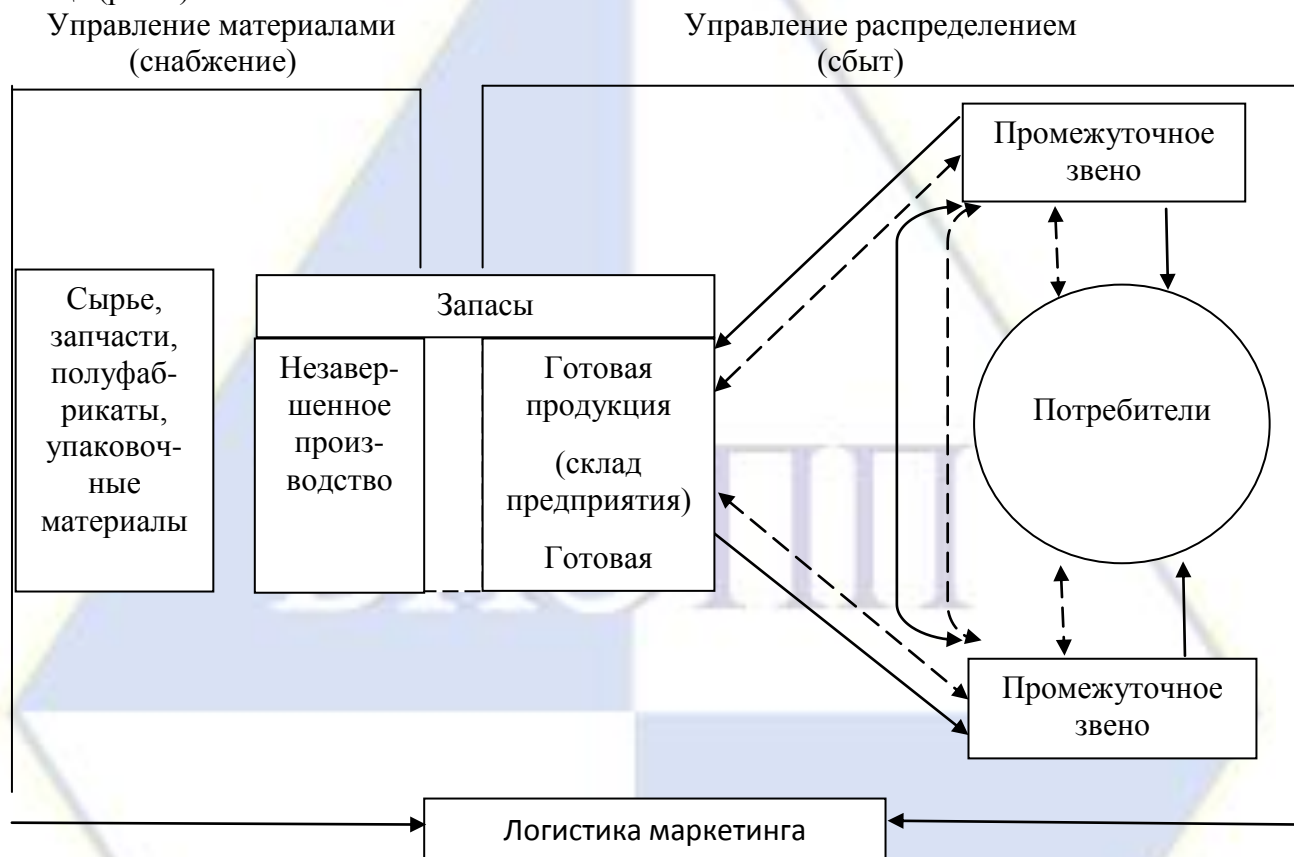 Управление материалами
(снабжение)
Управление распределением
(сбыт)
Промежуточное
звено
Сырье,
запчасти,
полуфаб-
рикаты,
упаковоч-
ные
материалы
Запасы
Незавер-
шенное
произ-
водство
Готовая
продукция
(склад
предприятия)
Готовая
Потребители
Промежуточное
звено
Логистика маркетинга